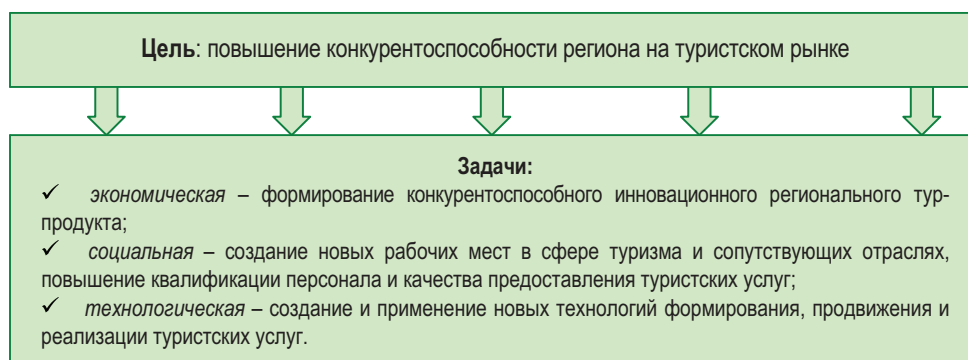 Цель: повышение конкурентоспособности региона на туристском рынке
Задачи:
✓ экономическая – формирование конкурентоспособного инновационного регионального тур-
продукта;
✓ социальная – создание новых рабочих мест в сфере туризма и сопутствующих отраслях,
повышение квалификации персонала и качества предоставления туристских услуг;
✓ технологическая – создание и применение новых технологий формирования, продвижения и
реализации туристских услуг.